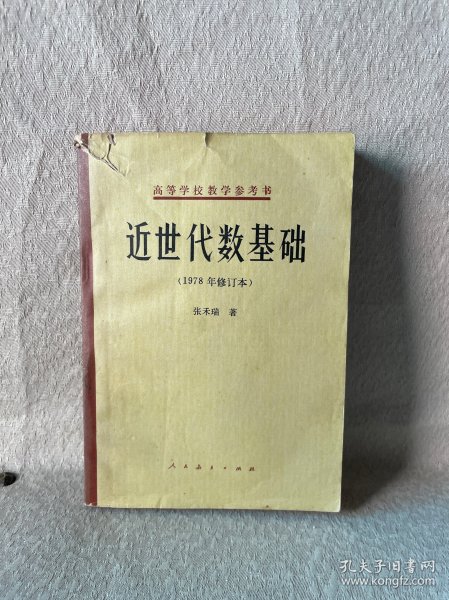 高等学校教学参考书
近世代数基础
(1978年修订本)
张禾瑞 著
人民教育出版社
孔夫子旧书网
www.kongfz.com